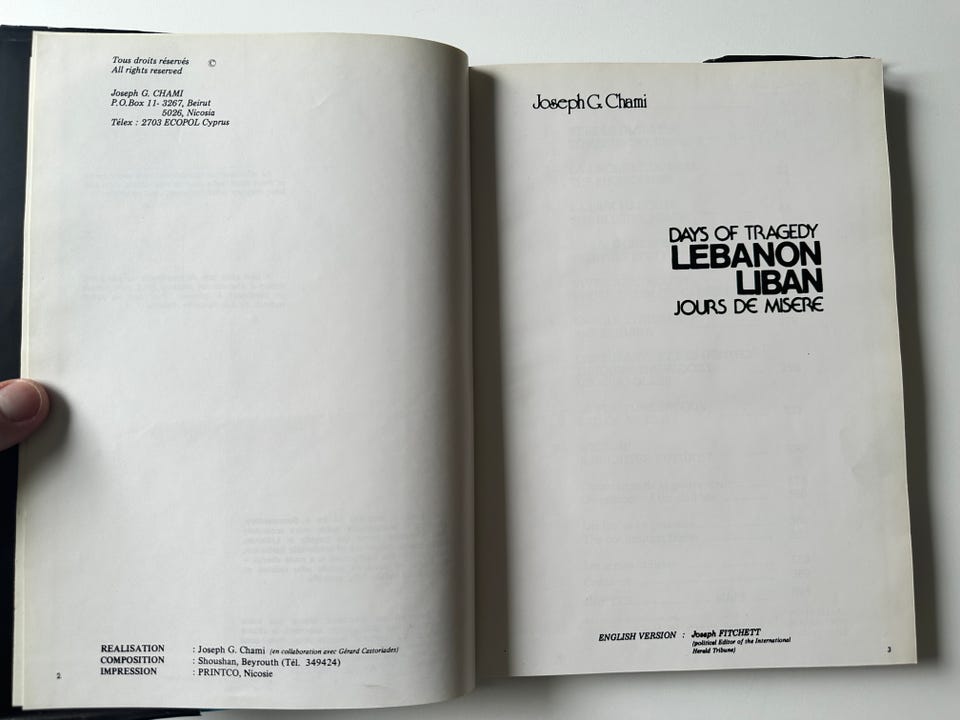 Tous droits réservés ©
All rights reserved
Joseph G. CHAMI
P.O.Box 11- 3267, Beirut
5026, Nicosia
Télex : 2703 ECOPOL Cyprus
REALISATION : Joseph G. Chami (en collaboration avec Gérard Castoriades)
COMPOSITION : Shoushan, Beyrouth (Tél. 349424)
IMPRESSION : PRINTCO, Nicosie
2
Joseph G. Chami
DAYS OF TRAGEDY
LEBANON
LIBAN
JOURS DE MISERE
ENGLISH VERSION : Joseph FITCHETT
(political Editor of the International
Herald Tribune)
3